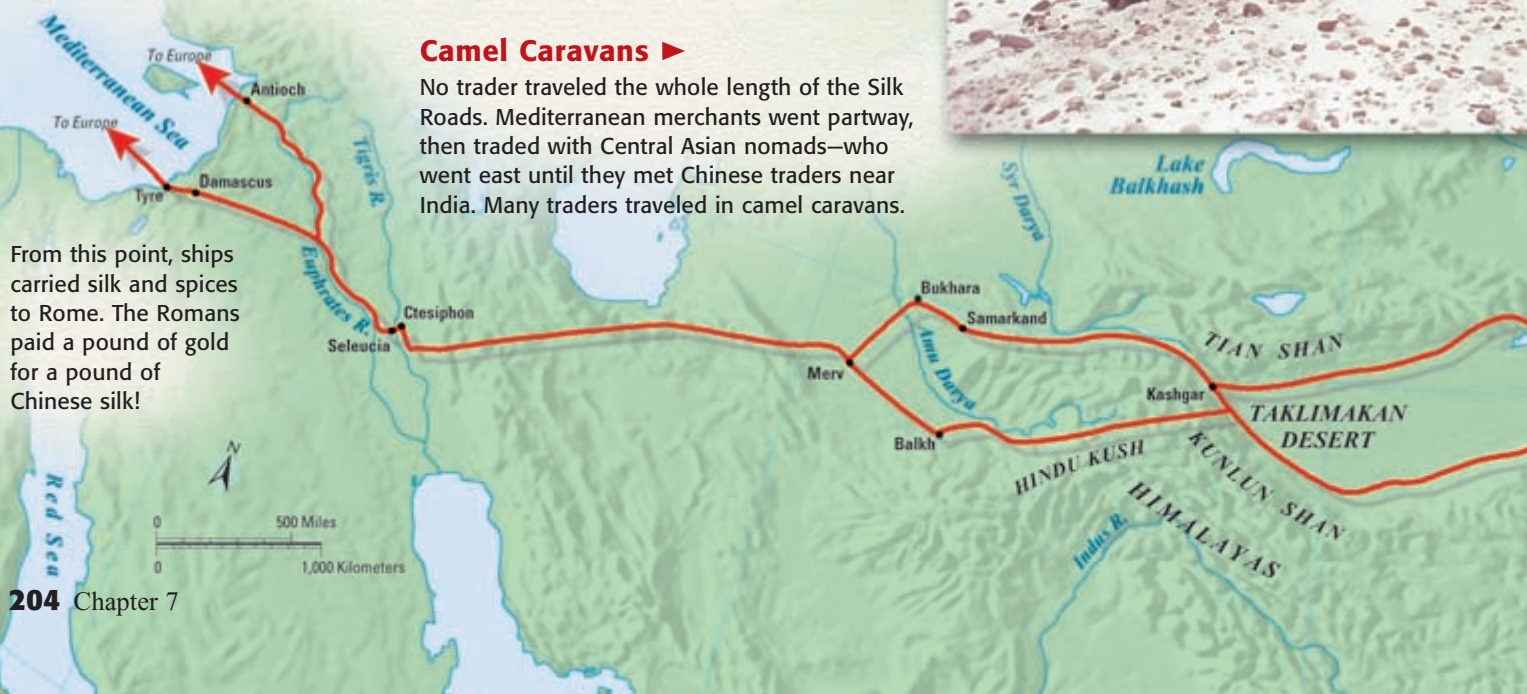 Camel Caravans ►
No trader traveled the whole length of the Silk
Roads. Mediterranean merchants went partway,
then traded with Central Asian nomads—who
went east until they met Chinese traders near
India. Many traders traveled in camel caravans.
Mediterranean Sea
To Europe
Antioch
To Europe
Tyre
Damascus
Tigris R.
Euphrates R.
Ctesiphon
Seleucia
From this point, ships
carried silk and spices
to Rome. The Romans
paid a pound of gold
for a pound of
Chinese silk!
Syr Darya
Lake
Balkhash
Bukhara
Samarkand
Amu Darya
Merv
Balkh
Kashgar
TIAN SHAN
TAKLIMAKAN
DESERT
HINDU KUSH
KUNLUN SHAN
HIMALAYAS
Indus R.
Red Sea
N
0 500 Miles
0 1,000 Kilometers
204 Chapter 7